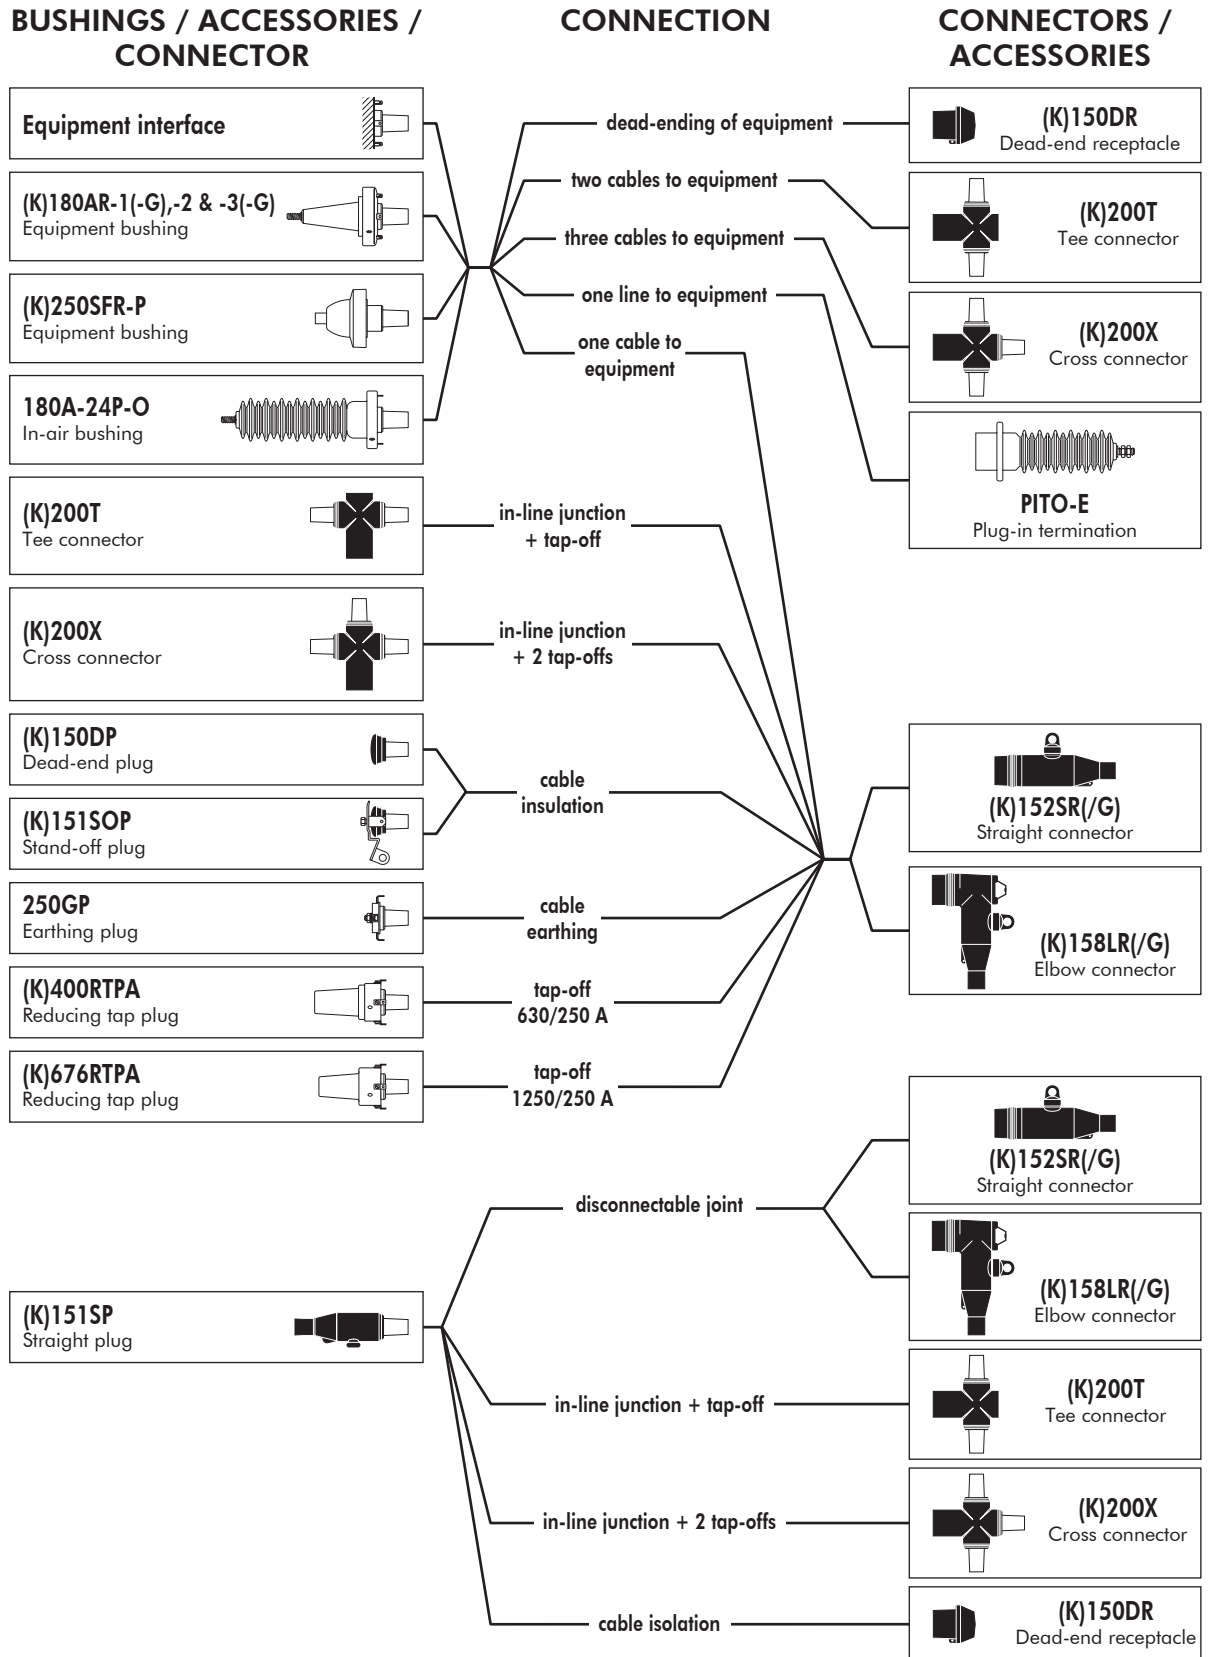 BUSHINGS / ACCESSORIES /
CONNECTOR
CONNECTION
CONNECTORS /
ACCESSORIES
Equipment interface
(K)180AR-1(-G),-2 & -3(-G)
Equipment bushing
(K)250SFR-P
Equipment bushing
180A-24P-O
In-air bushing
(K)200T
Tee connector
(K)200X
Cross connector
(K)150DP
Dead-end plug
(K)151SOP
Stand-off plug
250GP
Earthing plug
(K)400RTPA
Reducing tap plug
(K)676RTPA
Reducing tap plug
(K)151SP
Straight plug
dead-ending of equipment
two cables to equipment
three cables to equipment
one line to equipment
one cable to
equipment
in-line junction
+ tap-off
in-line junction
+ 2 tap-offs
cable
insulation
cable
earthing
tap-off
630/250 A
tap-off
1250/250 A
disconnectable joint
in-line junction + tap-off
in-line junction + 2 tap-offs
cable isolation
(K)150DR
Dead-end receptacle
(K)200T
Tee connector
(K)200X
Cross connector
PITO-E
Plug-in termination
(K)152SR(/G)
Straight connector
(K)158LR(/G)
Elbow connector
(K)152SR(/G)
Straight connector
(K)158LR(/G)
Elbow connector
(K)200T
Tee connector
(K)200X
Cross connector
(K)150DR
Dead-end receptacle